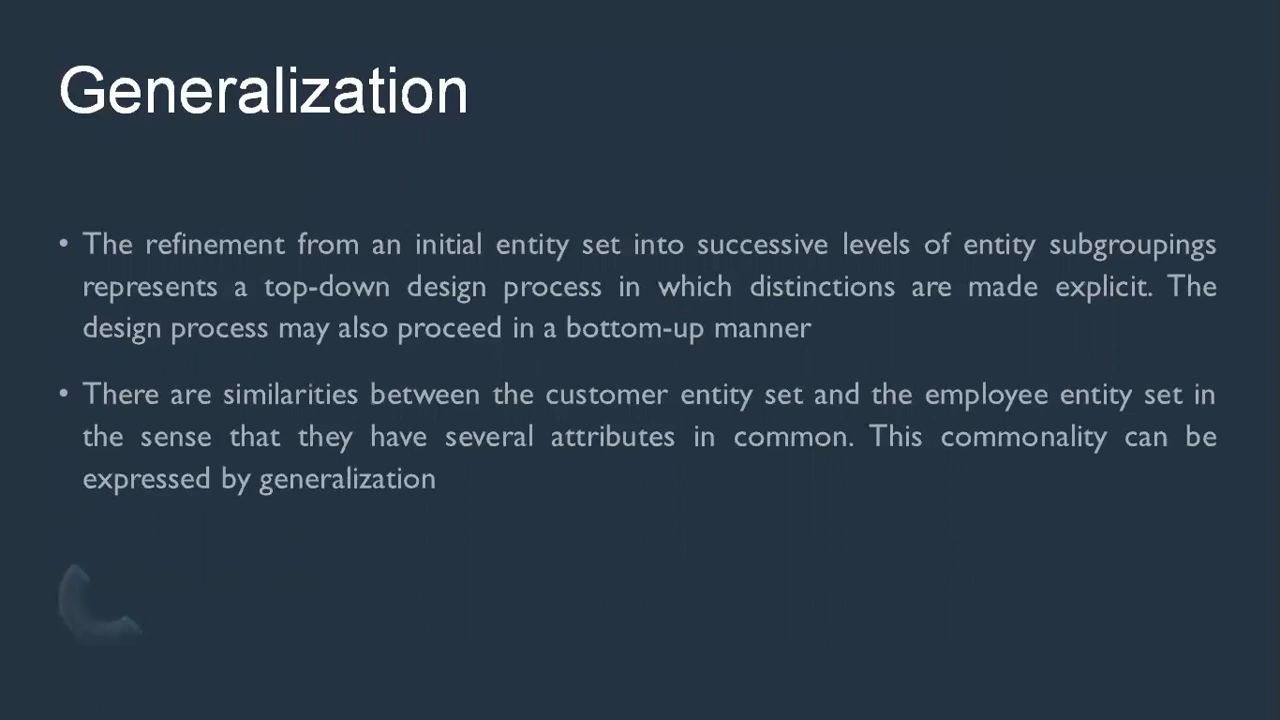 Generalization
• The refinement from an initial entity set into successive levels of entity subgroupings
represents a top-down design process in which distinctions are made explicit. The
design process may also proceed in a bottom-up manner
• There are similarities between the customer entity set and the employee entity set in
the sense that they have several attributes in common. This commonality can be
expressed by generalization